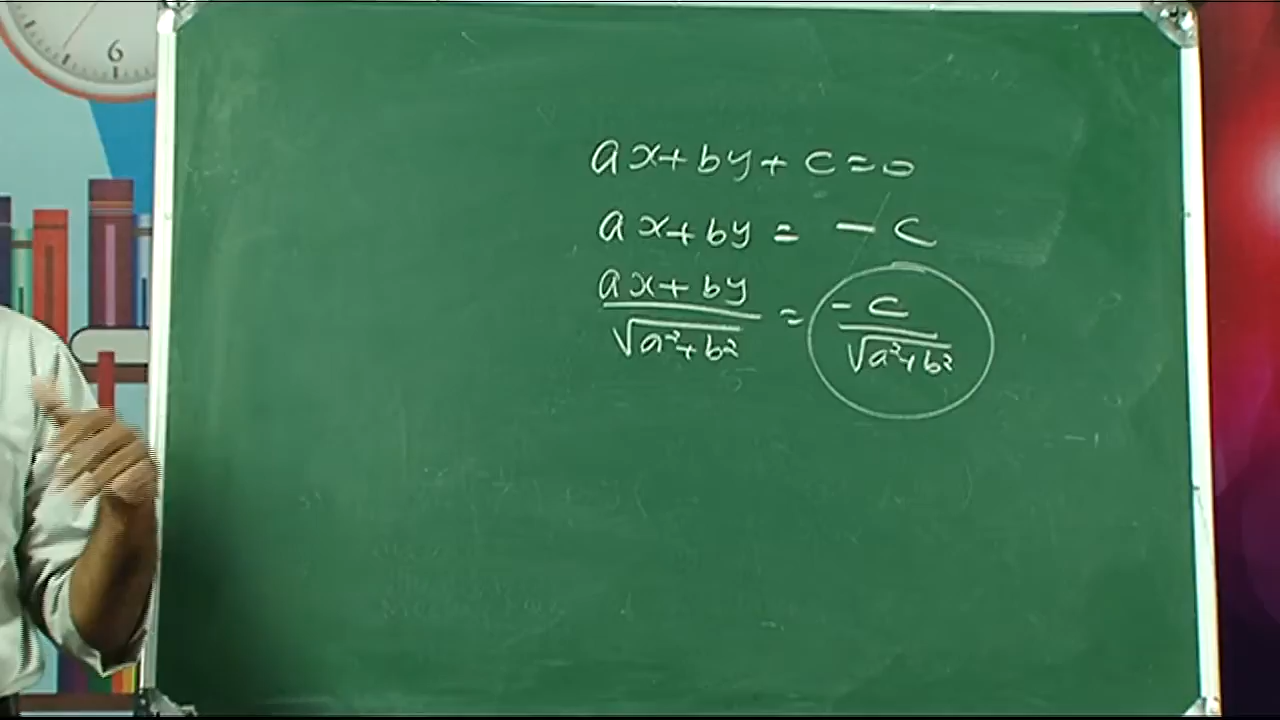 6
ax+by+c=0
ax+by = -c
ax+by/√a²+b² = -c/√a²+b²